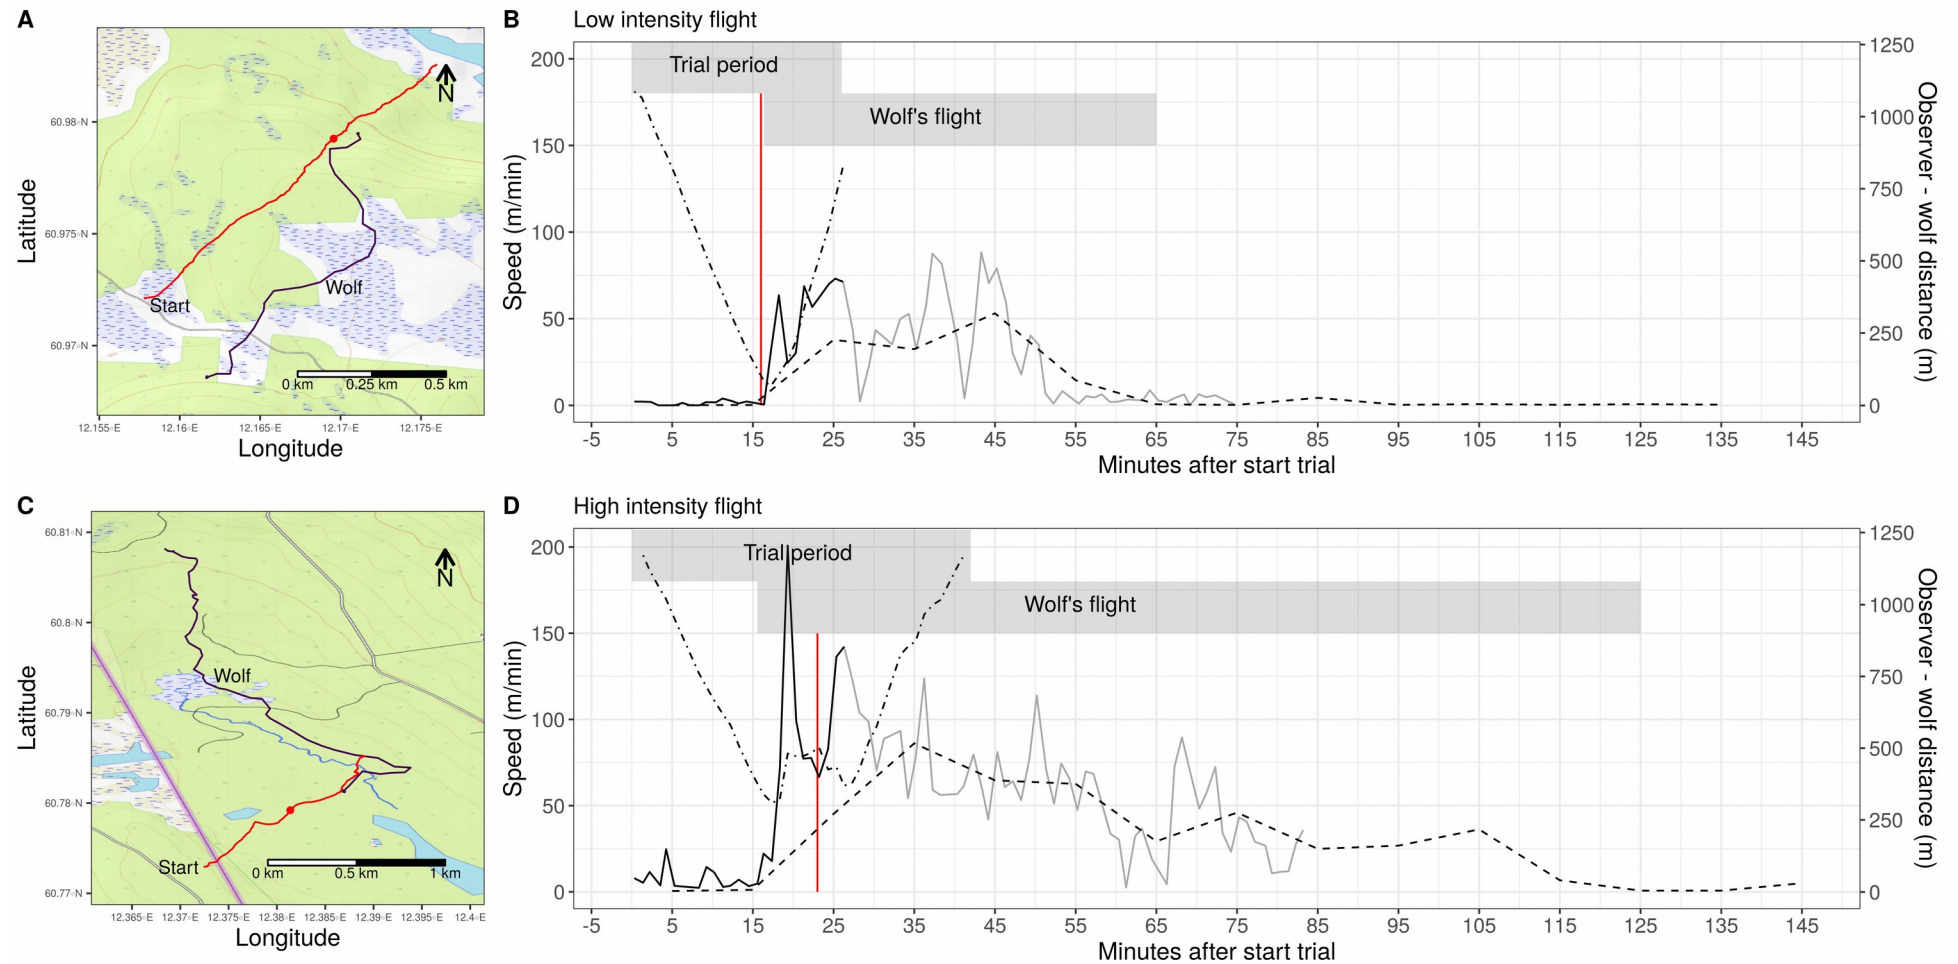 A
60.98°N
60.975°N
60.97°N
Latitude
N
Start
Wolf
0 km 0.25 km 0.5 km
12.155°E 12.16°E 12.165°E 12.17°E 12.175°E
Longitude
B
Low intensity flight
Trial period
Wolf's flight
200
150
100
50
0
Speed (m/min)
1250
1000
750
500
250
0
Observer - wolf distance (m)
-5 5 15 25 35 45 55 65 75 85 95 105 115 125 135 145
Minutes after start trial
C
60.81°N
60.8°N
60.79°N
60.78°N
60.77°N
Latitude
N
Wolf
Start
0 km 0.5 km 1 km
12.365°E 12.37°E 12.375°E 12.38°E 12.385°E 12.39°E 12.395°E 12.4°E
Longitude
D
High intensity flight
Trial period
Wolf's flight
200
150
100
50
0
Speed (m/min)
1250
1000
750
500
250
0
Observer - wolf distance (m)
-5 5 15 25 35 45 55 65 75 85 95 105 115 125 135 145
Minutes after start trial